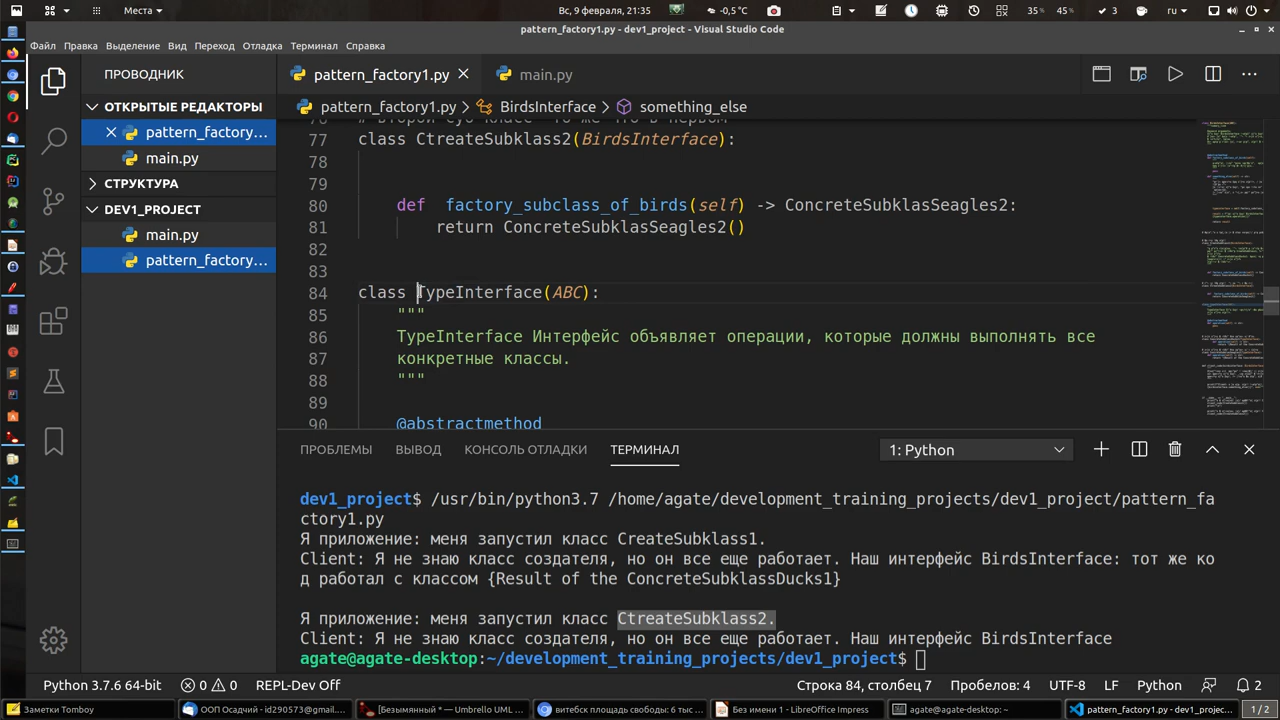 Места
Вс, 9 февраля, 21:35
-0,5 °C
35%
45%
3
ru
pattern_factory1.py - dev1_project - Visual Studio Code
Файл Правка Выделение Вид Переход Отладка Терминал Справка
ПРОВОДНИК
ОТКРЫТЫЕ РЕДАКТОРЫ
pattern_factory...
main.py
СТРУКТУРА
DEV1_PROJECT
main.py
pattern_factory...
pattern_factory1.py
main.py
pattern_factory1.py > BirdsInterface > something_else
77 class CtreateSubklass2(BirdsInterface):
78
79
80 def factory_subclass_of_birds(self) -> ConcreteSubklasSeagles2:
81 return ConcreteSubklasSeagles2()
82
83
84 class TypeInterface(ABC):
85 """
86 TypeInterface Интерфейс объявляет операции, которые должны выполнять все
87 конкретные классы.
88 """
89
90 @abstractmethod
ПРОБЛЕМЫ ВЫВОД КОНСОЛЬ ОТЛАДКИ ТЕРМИНАЛ
1: Python
dev1_project$ /usr/bin/python3.7 /home/agate/development_training_projects/dev1_project/pattern_fa
ctory1.py
Я приложение: меня запустил класс CreateSubklass1.
Client: Я не знаю класс создателя, но он все еще работает. Наш интерфейс BirdsInterface: тот же ко
д работал с классом {Result of the ConcreteSubklassDucks1}
Я приложение: меня запустил класс CtreateSubklass2.
Client: Я не знаю класс создателя, но он все еще работает. Наш интерфейс BirdsInterface
agate@agate-desktop:~/development_training_projects/dev1_project$
Python 3.7.6 64-bit
0
0
REPL-Dev Off
Строка 84, столбец 7
Пробелов: 4
UTF-8
LF
Python
2
Заметки Tomboy
ООП Осадчий - id290573@gmail....
[*Безымянный *] — Umbrello UML ...
витебск площадь свободы: 6 тыс ...
Без имени 1 - LibreOffice Impress
agate@agate-desktop: ~
pattern_factory1.py - dev1_projec...
1 / 2